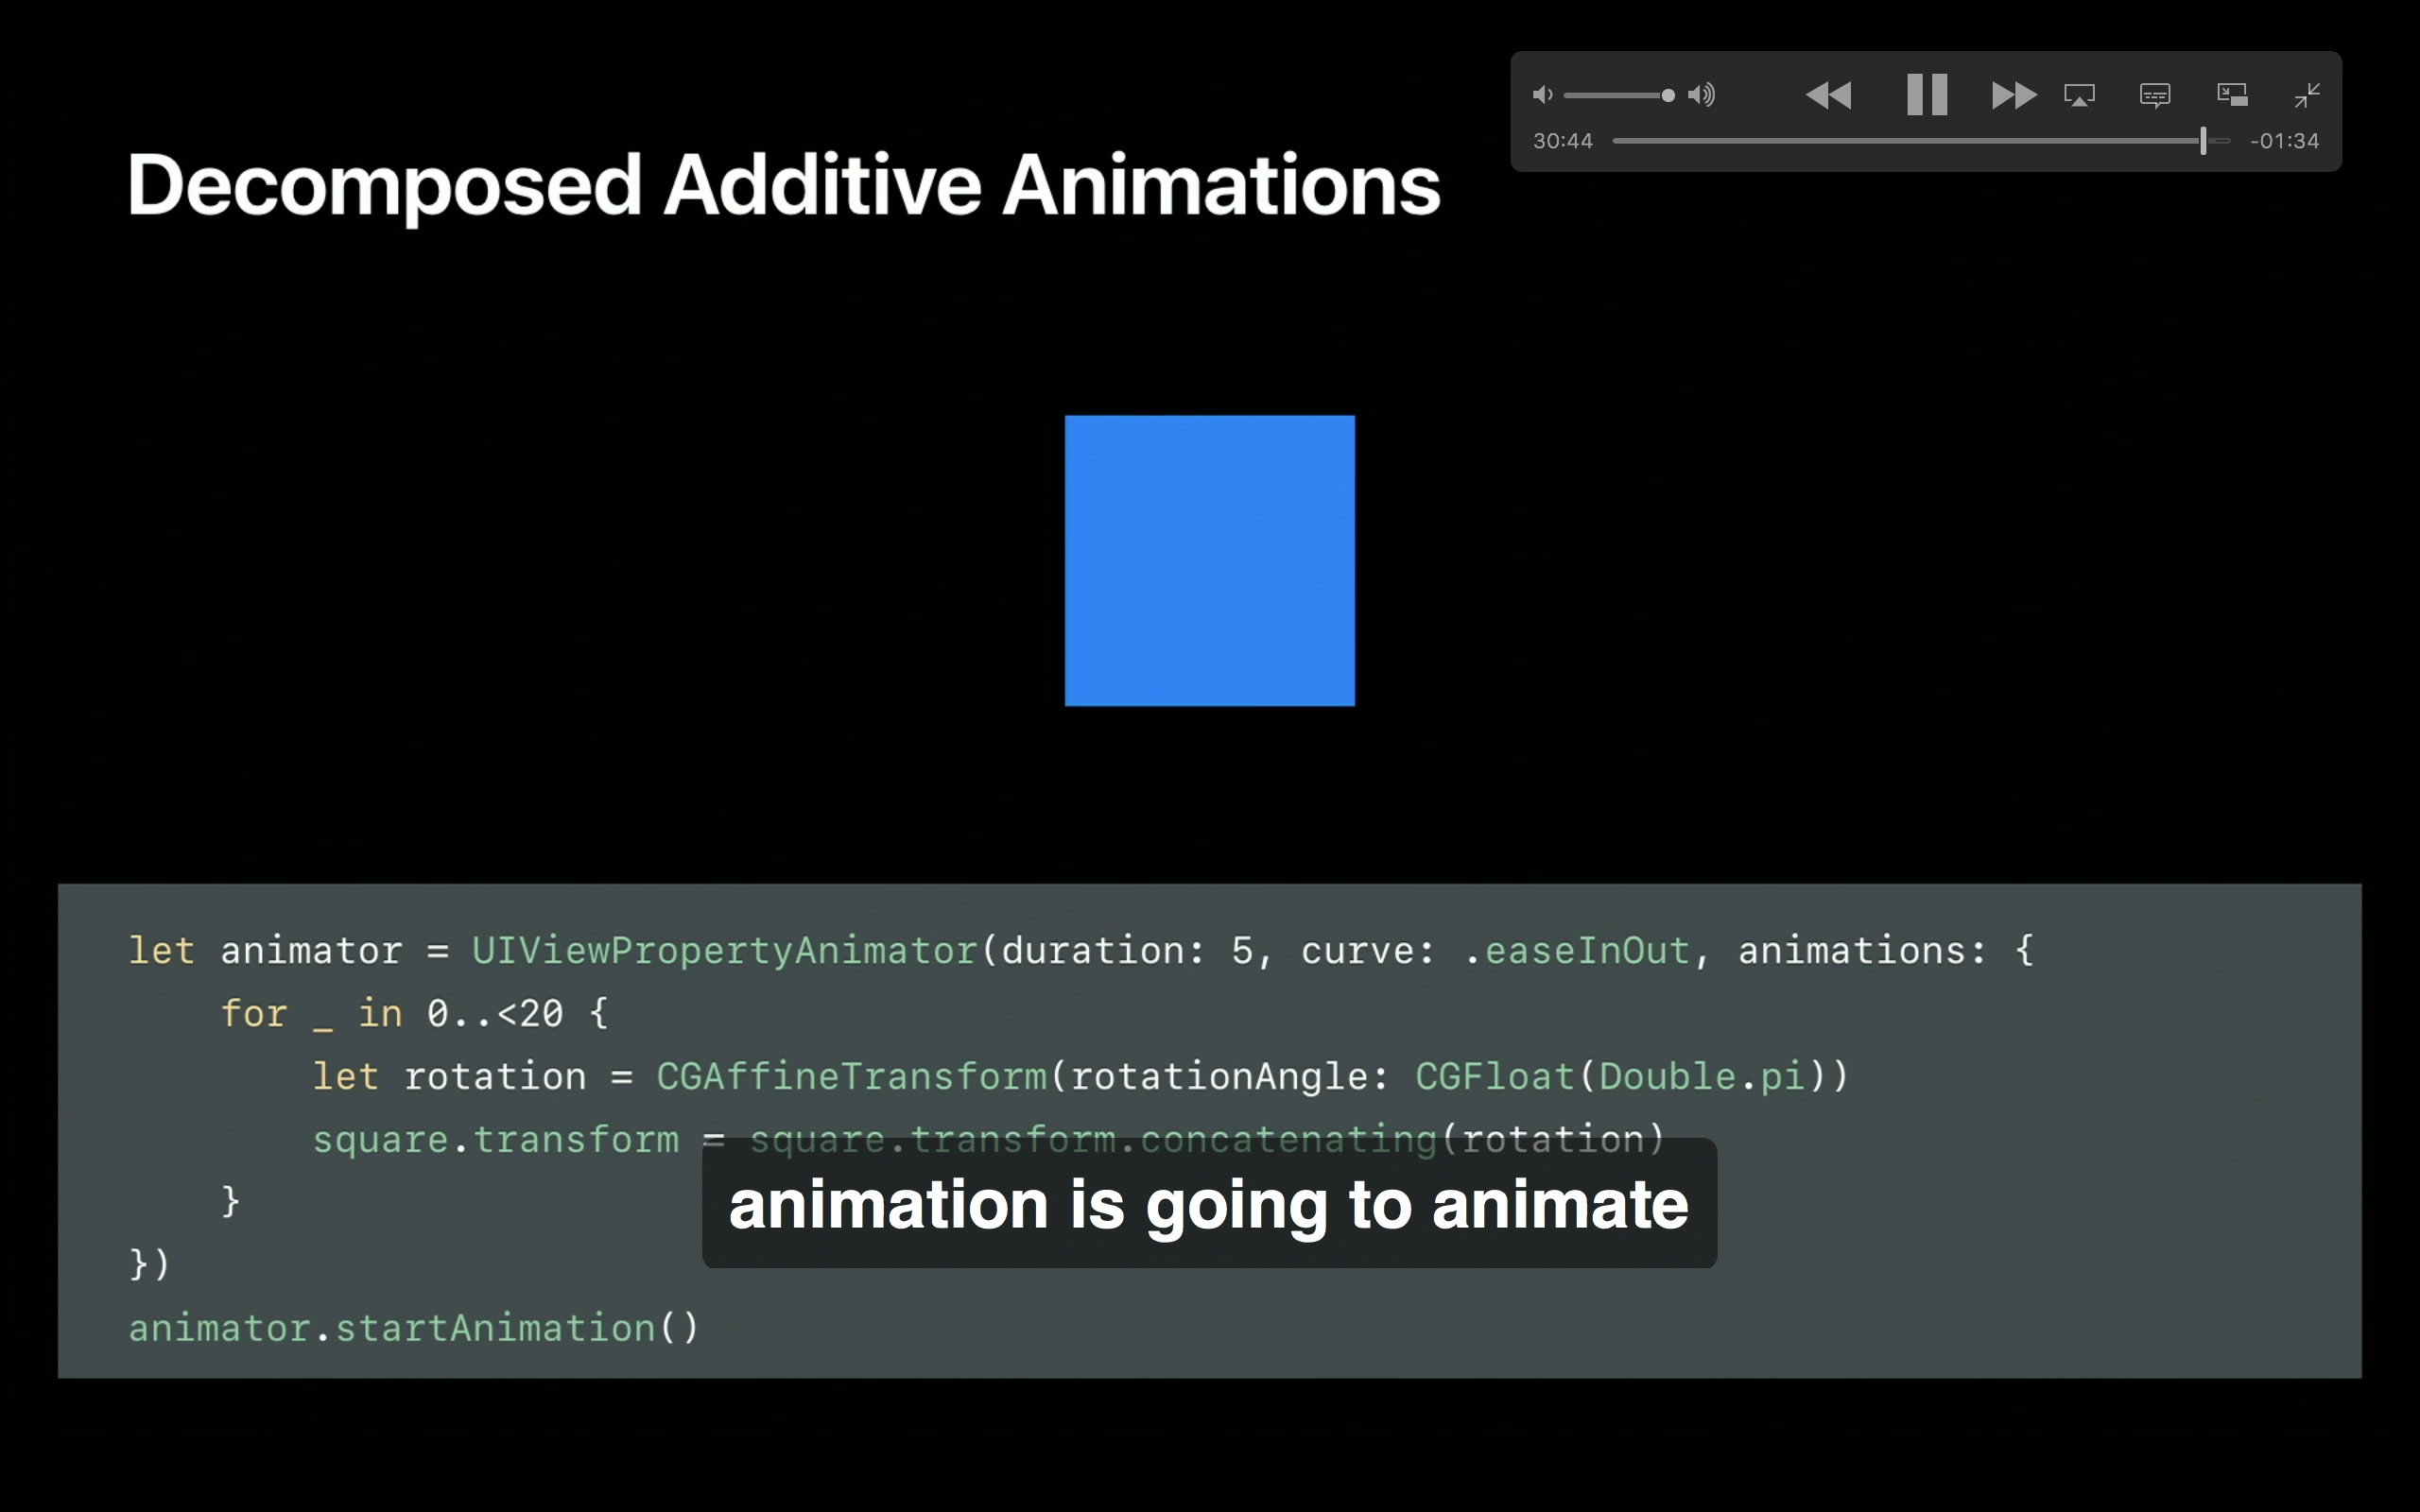 30:44
-01:34
Decomposed Additive Animations
let animator = UIViewPropertyAnimator(duration: 5, curve: .easeInOut, animations: {
    for _ in 0..<20 {
        let rotation = CGAffineTransform(rotationAngle: CGFloat(Double.pi))
        square.transform = square.transform.concatenating(rotation)
    }
})
animator.startAnimation()
animation is going to animate